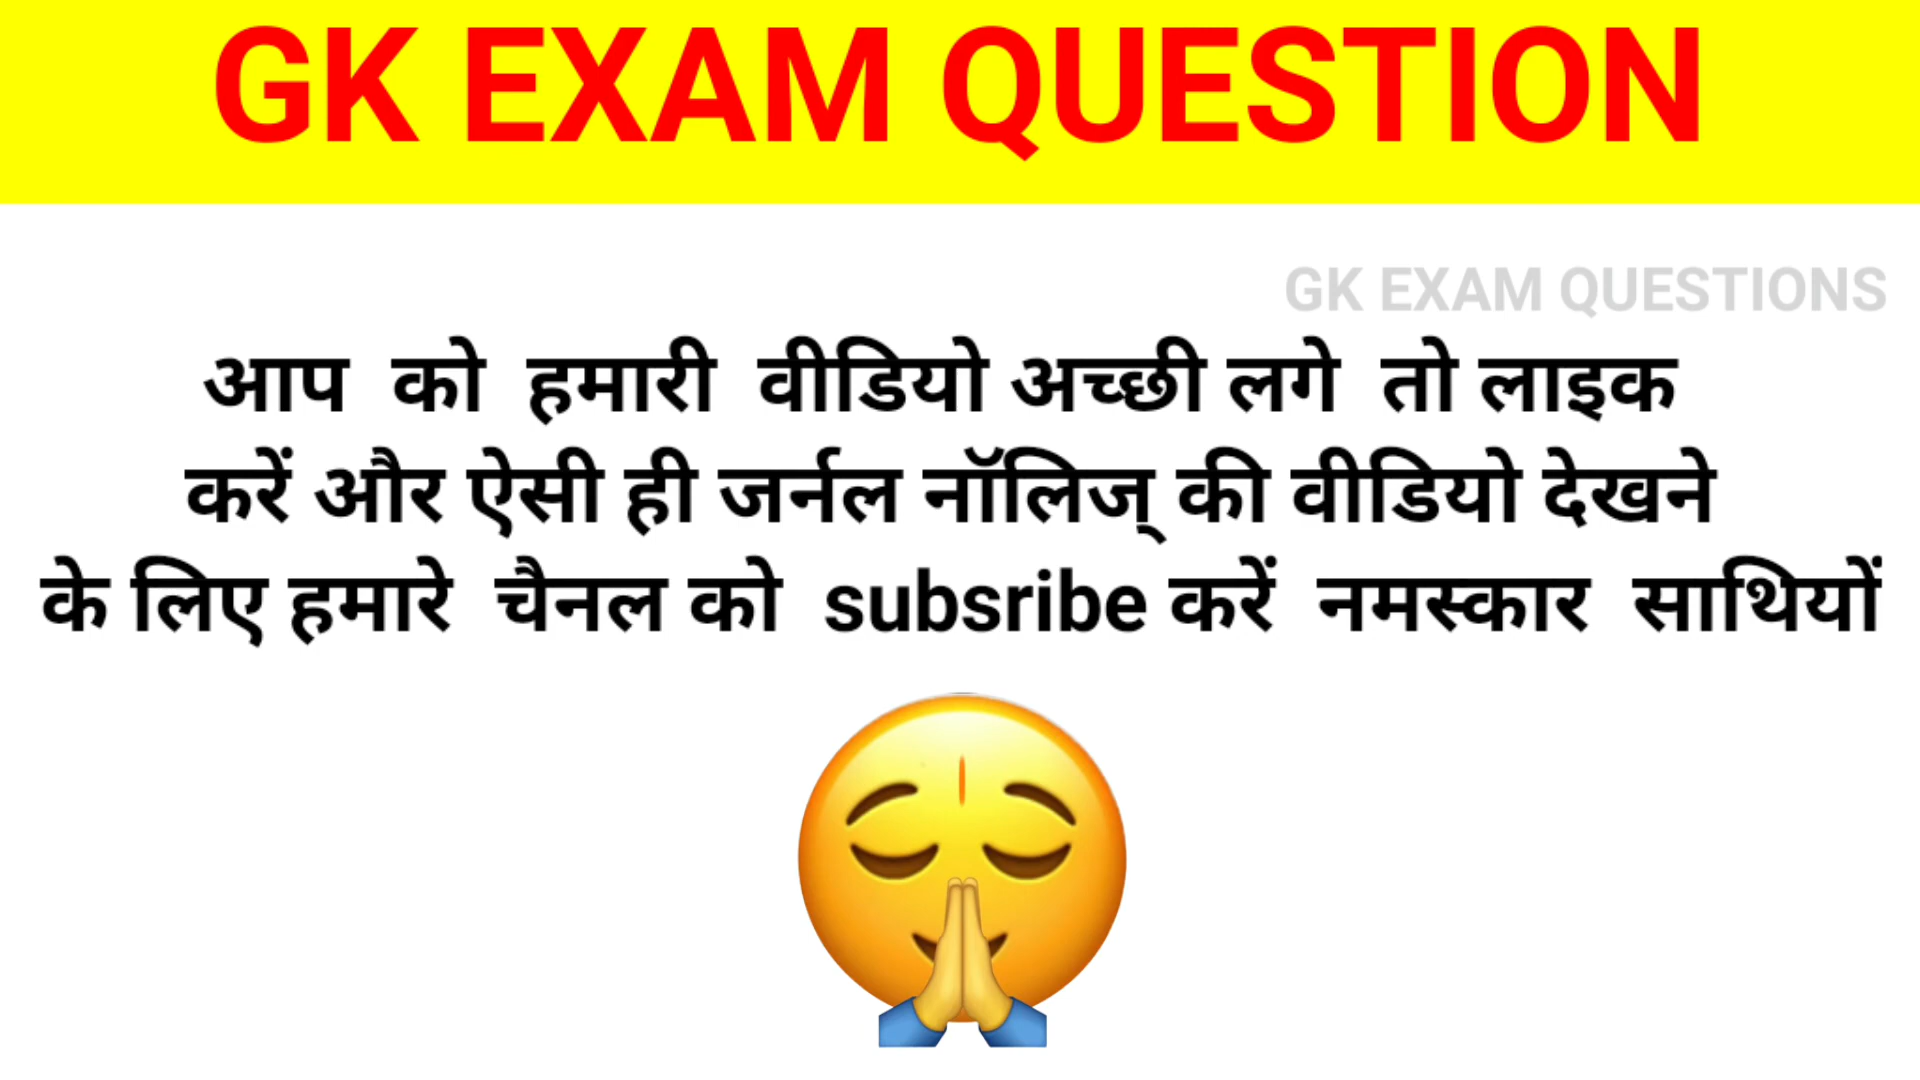 GK EXAM QUESTION
GK EXAM QUESTIONS
आप को हमारी वीडियो अच्छी लगे तो लाइक
करें और ऐसी ही जर्नल नॉलिज् की वीडियो देखने
के लिए हमारे चैनल को subsribe करें नमस्कार साथियों